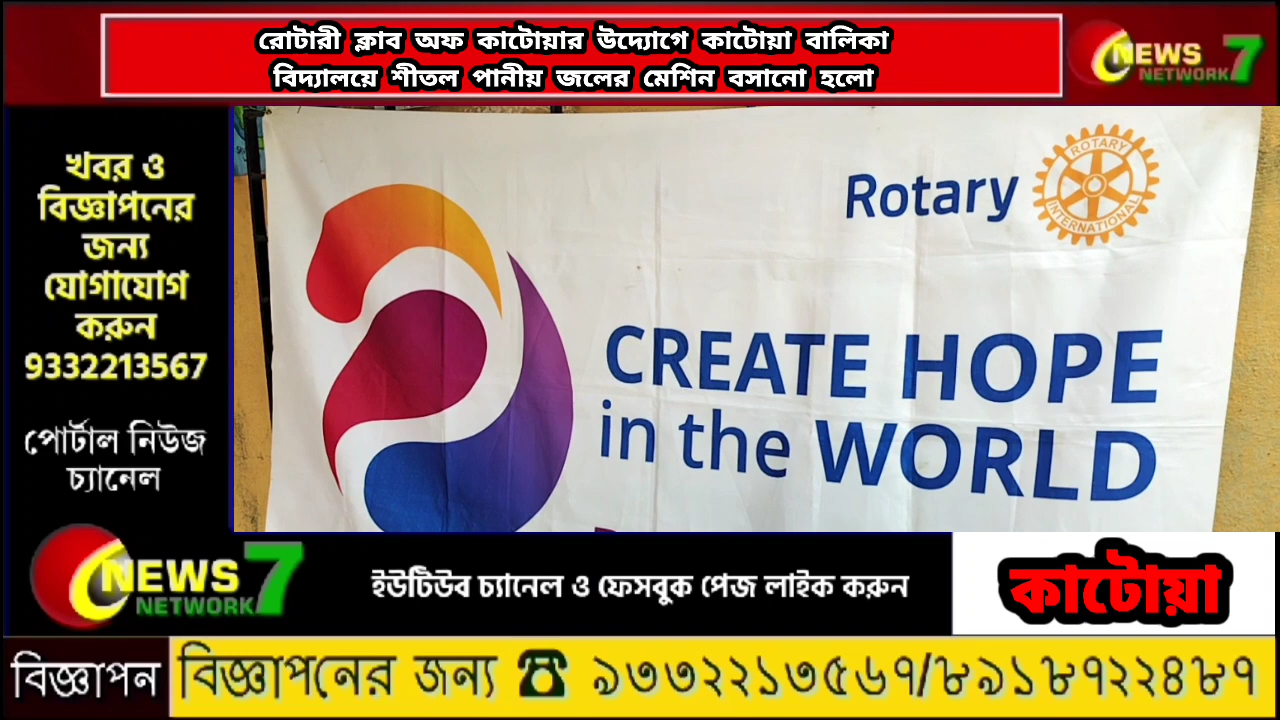 রোটারী ক্লাব অফ কাটোয়ার উদ্যোগে কাটোয়া বালিকা
বিদ্যালয়ে শীতল পানীয় জলের মেশিন বসানো হলো
NEWS
NETWORK 7
খবর ও
বিজ্ঞাপনের
জন্য
যোগাযোগ
করুন
9332213567
পোর্টাল নিউজ
চ্যানেল
Rotary
ROTARY
INTERNATIONAL
CREATE HOPE
in the WORLD
NEWS
NETWORK 7
ইউটিউব চ্যানেল ও ফেসবুক পেজ লাইক করুন
কাটোয়া
বিজ্ঞাপন
বিজ্ঞাপনের জন্য ☎ ৯৩৩২২১৩৫৬৭/৮৯১৮৭২২৪৮৭